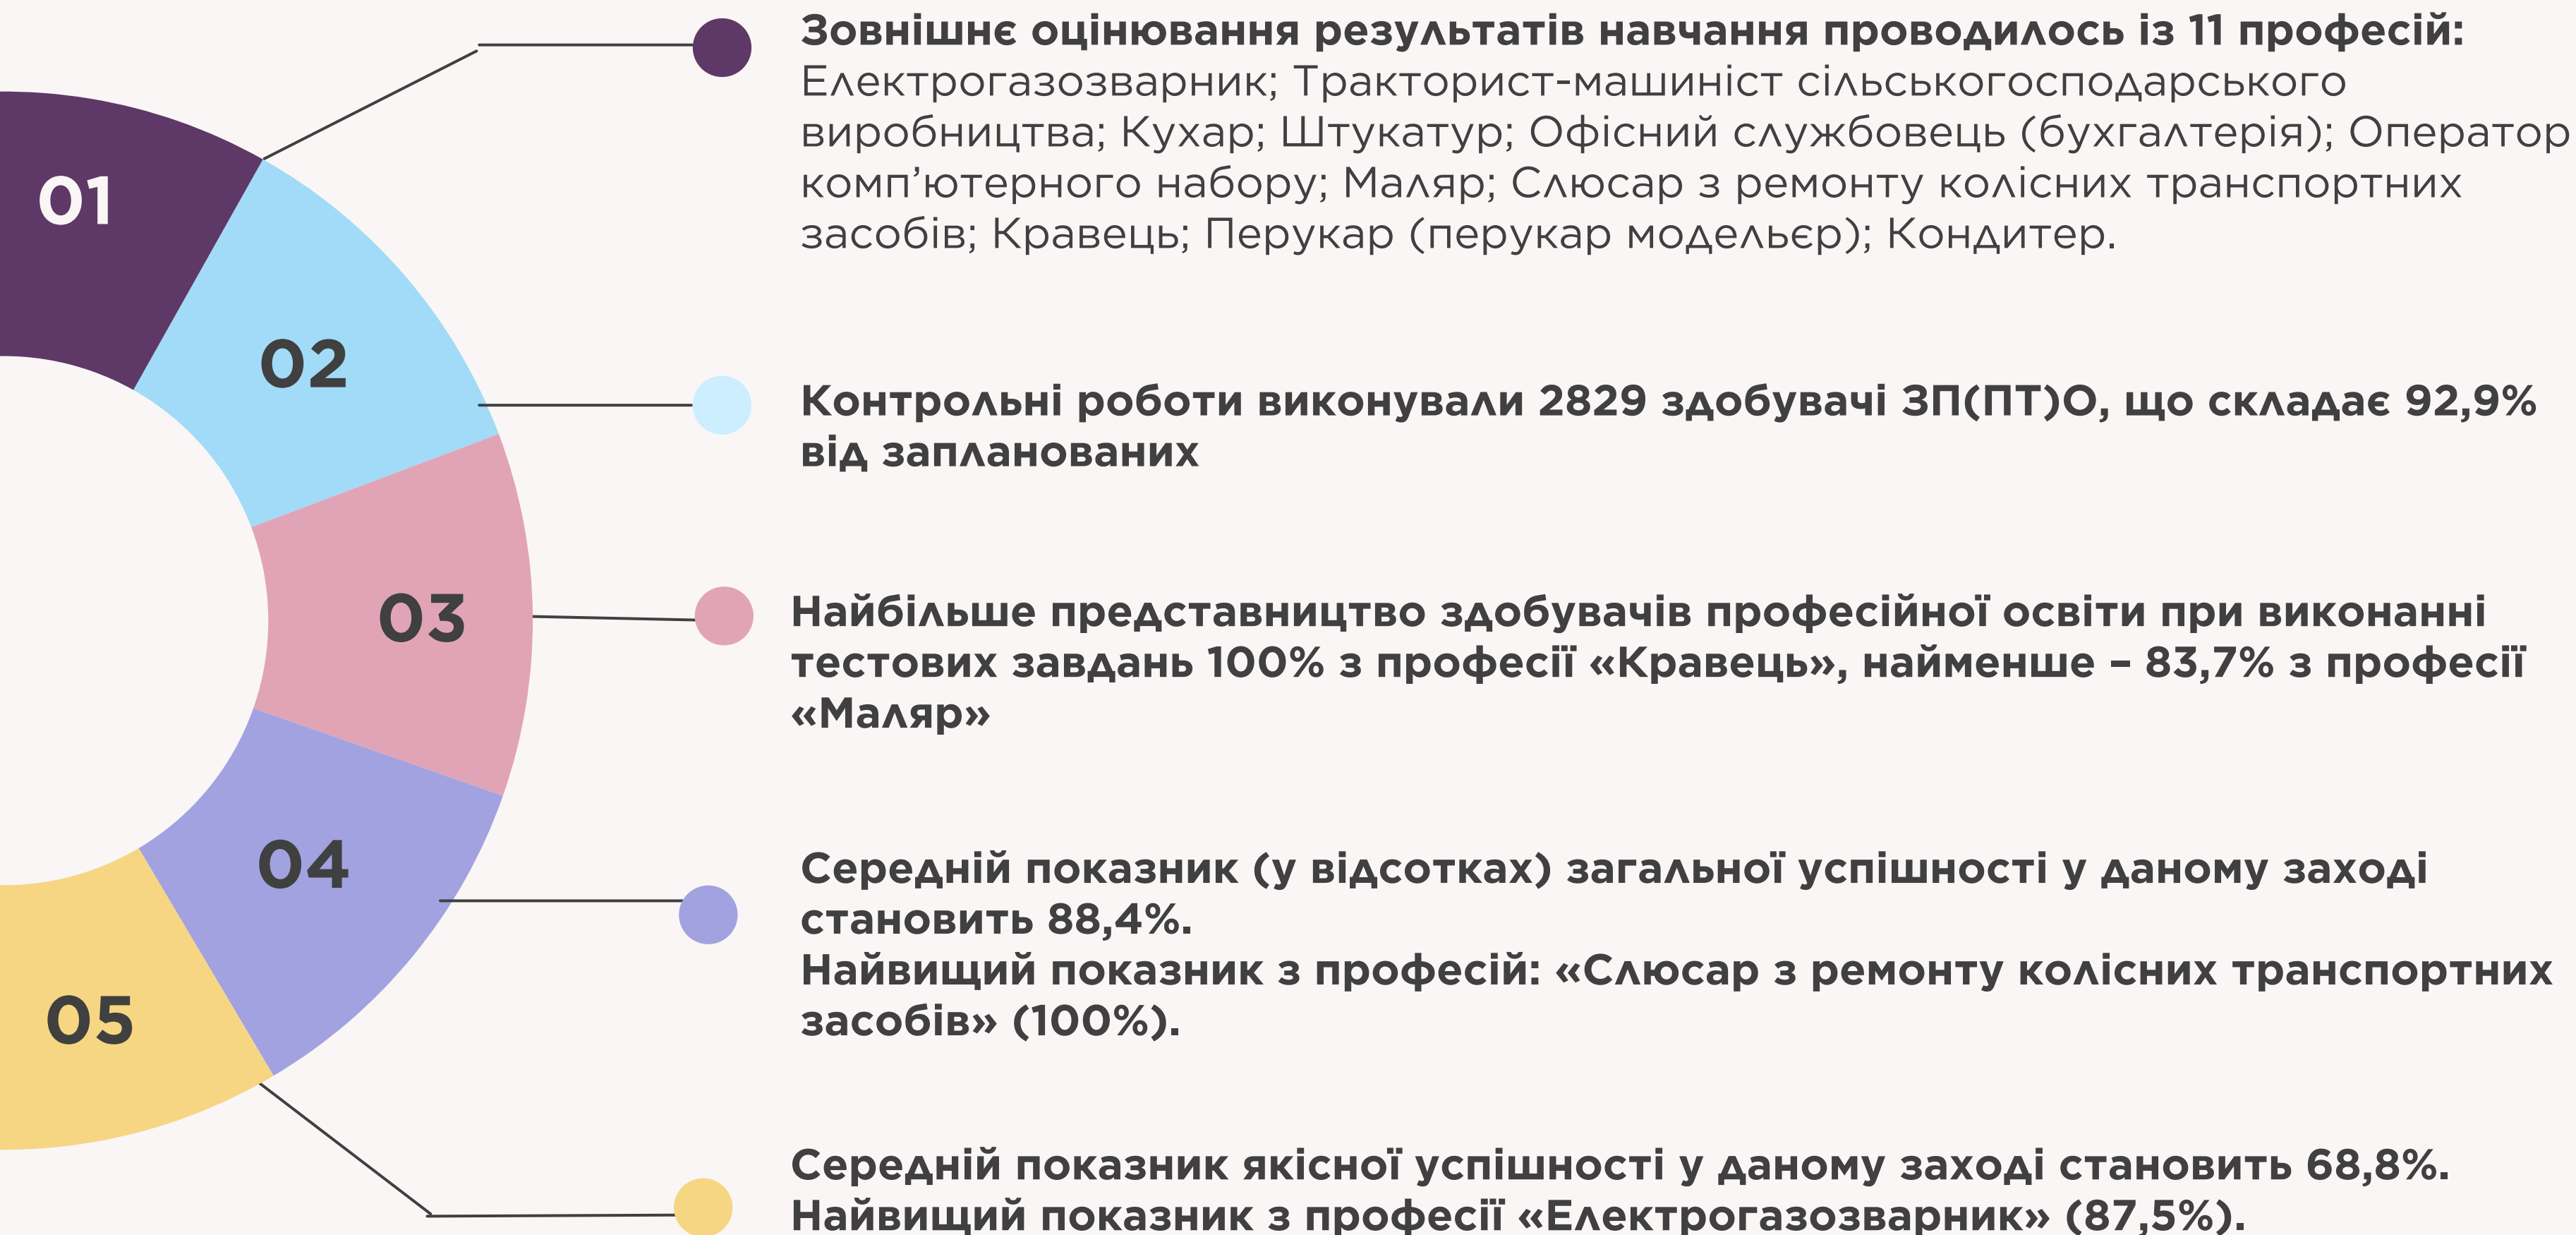 01
Зовнішнє оцінювання результатів навчання проводилось із 11 професій:
Електрогазозварник; Тракторист-машиніст сільськогосподарського
виробництва; Кухар; Штукатур; Офісний службовець (бухгалтерія); Оператор
комп’ютерного набору; Маляр; Слюсар з ремонту колісних транспортних
засобів; Кравець; Перукар (перукар модельєр); Кондитер.
02
Контрольні роботи виконували 2829 здобувачі ЗП(ПТ)О, що складає 92,9%
від запланованих
03
Найбільше представництво здобувачів професійної освіти при виконанні
тестових завдань 100% з професії «Кравець», найменше – 83,7% з професії
«Маляр»
04
Середній показник (у відсотках) загальної успішності у даному заході
становить 88,4%.
Найвищий показник з професій: «Слюсар з ремонту колісних транспортних
засобів» (100%).
05
Середній показник якісної успішності у даному заході становить 68,8%.
Найвищий показник з професії «Електрогазозварник» (87,5%).